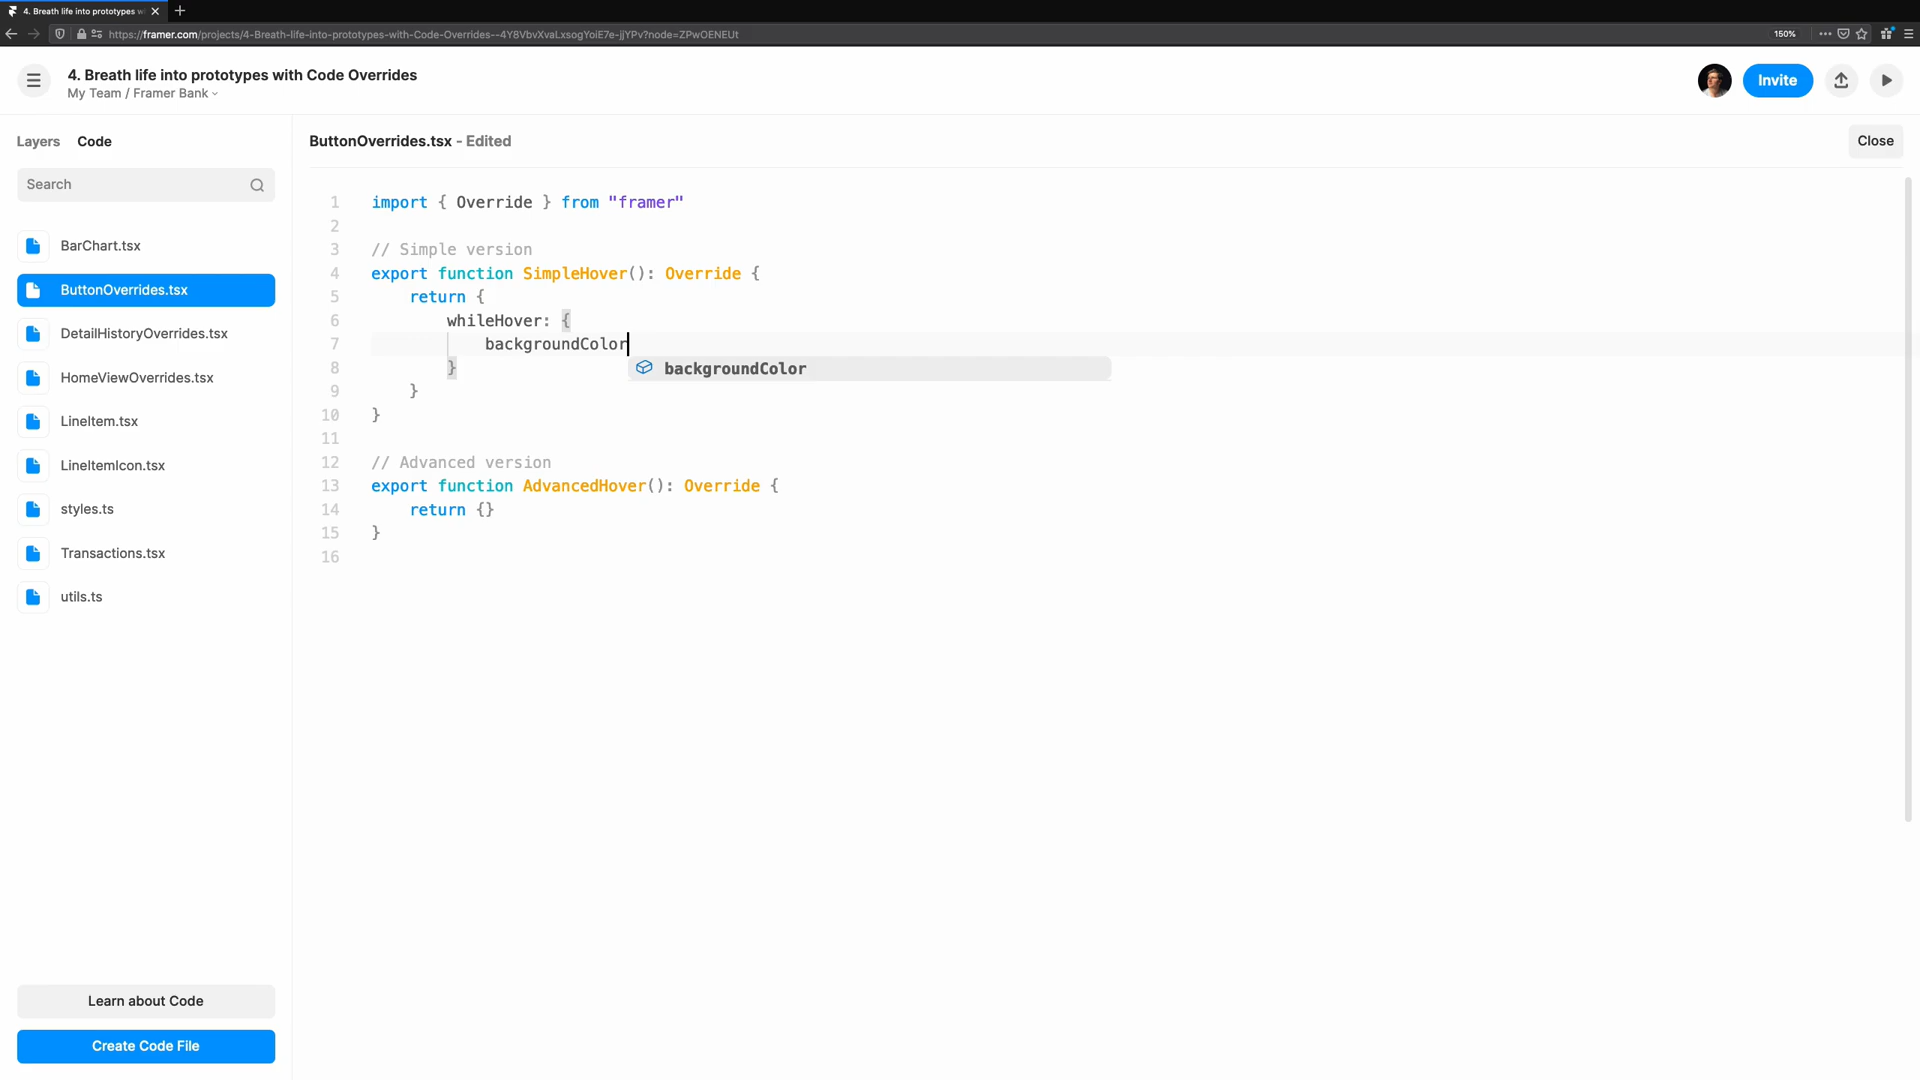 4. Breath life into prototypes w
https://framer.com/projects/4-Breath-life-into-prototypes-with-Code-Overrides--4Y8VbvXvaLxsogYoiE7e-jjYPv?node=ZPwOENEUt
150%
4. Breath life into prototypes with Code Overrides
My Team / Framer Bank
Invite
Layers Code
ButtonOverrides.tsx - Edited
Close
Search
BarChart.tsx
ButtonOverrides.tsx
DetailHistoryOverrides.tsx
HomeViewOverrides.tsx
LineItem.tsx
LineItemIcon.tsx
styles.ts
Transactions.tsx
utils.ts
Learn about Code
Create Code File
1 import { Override } from "framer"
2
3 // Simple version
4 export function SimpleHover(): Override {
5 return {
6 whileHover: {
7 backgroundColor
8 }
backgroundColor
9 }
10 }
11
12 // Advanced version
13 export function AdvancedHover(): Override {
14 return {}
15 }
16